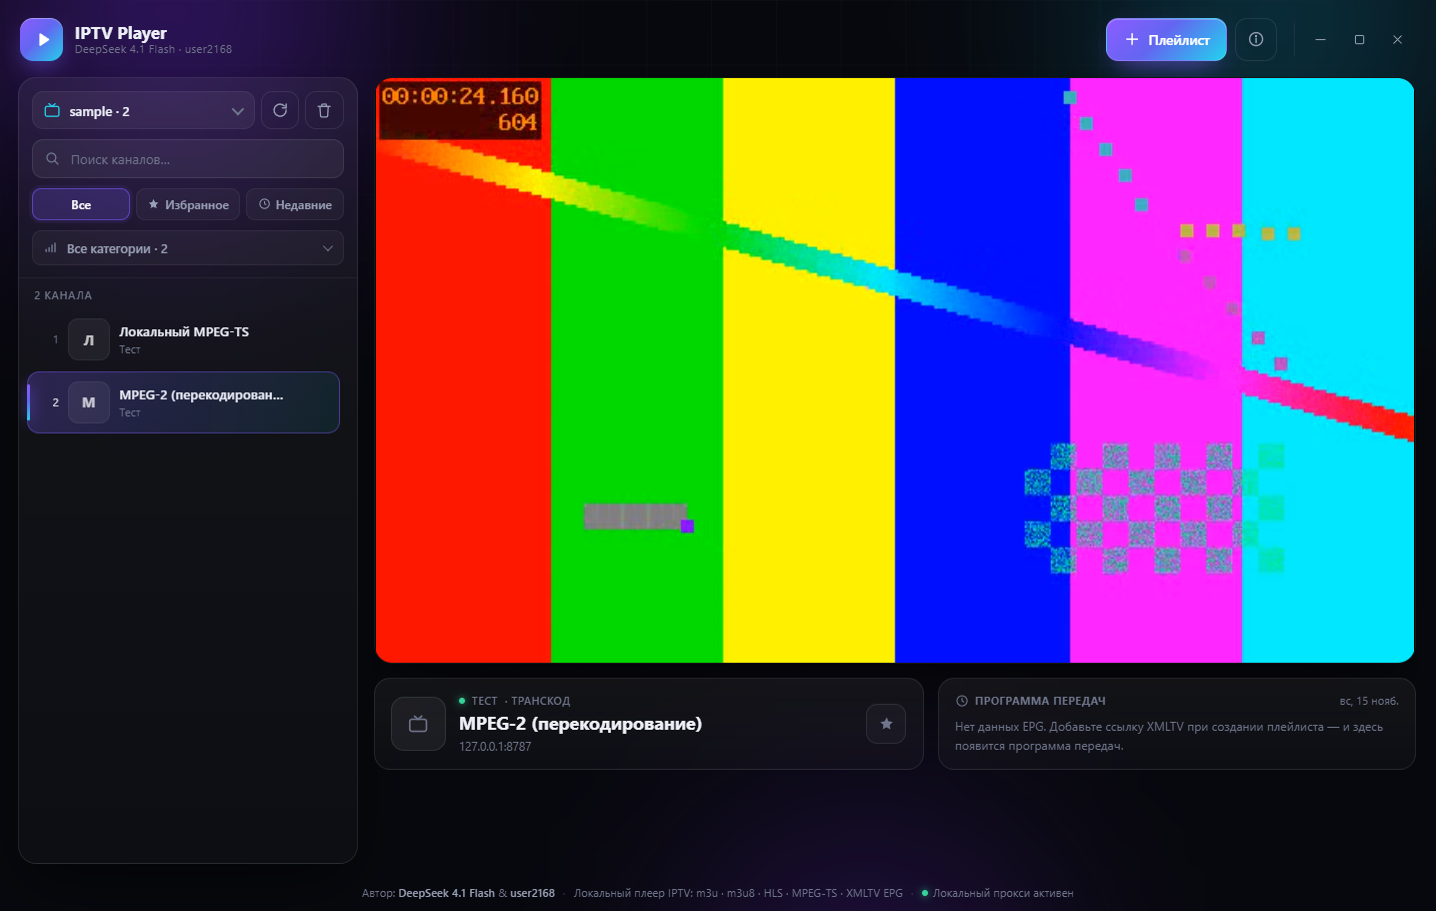 IPTV Player
DeepSeek 4.1 Flash · user2168
Плейлист
sample · 2
Поиск каналов...
Все
Избранное
Недавние
Все категории · 2
2 КАНАЛА
1
Л
Локальный MPEG-TS
Тест
2
М
MPEG-2 (перекодирован...
Тест
00:00:24.160
604
ТЕСТ · ТРАНСКОД
MPEG-2 (перекодирование)
127.0.0.1:8787
ПРОГРАММА ПЕРЕДАЧ
вс, 15 нояб.
Нет данных EPG. Добавьте ссылку XMLTV при создании плейлиста — и здесь
появится программа передач.
Автор: DeepSeek 4.1 Flash & user2168 · Локальный плеер IPTV: m3u · m3u8 · HLS · MPEG-TS · XMLTV EPG · Локальный прокси активен